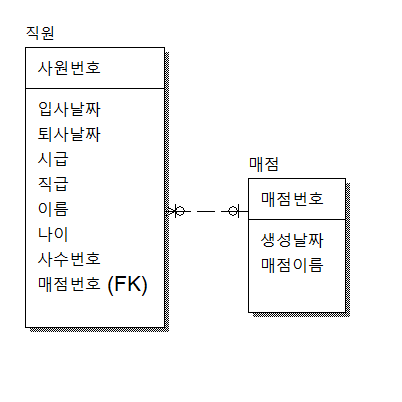 직원
사원번호
입사날짜
퇴사날짜
시급
직급
이름
나이
사수번호
매점번호 (FK)
매점
매점번호
생성날짜
매점이름